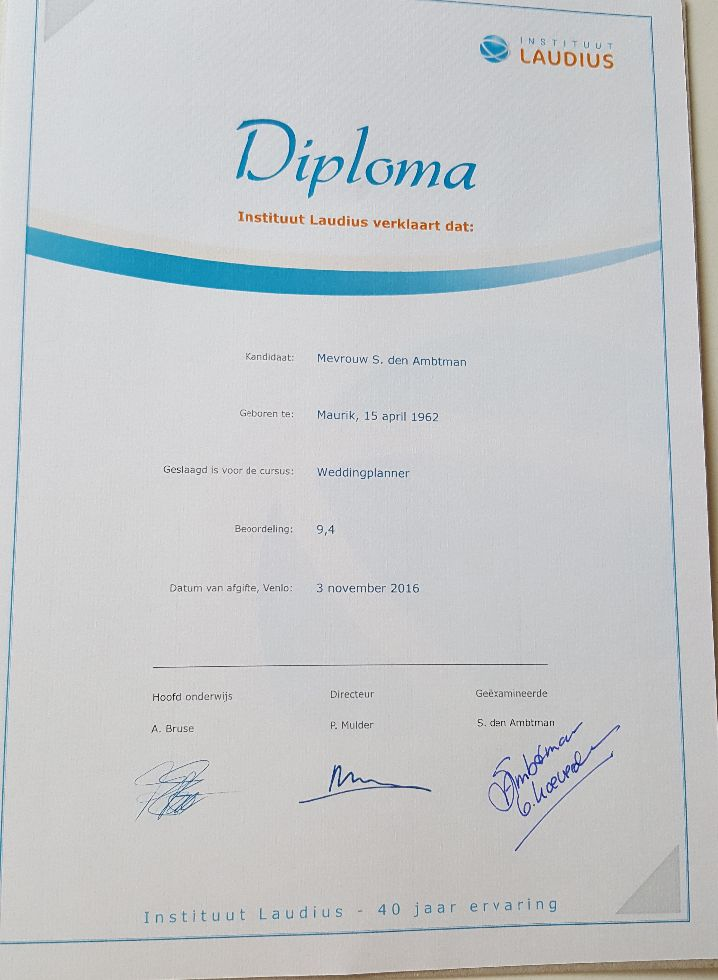 INSTITUUT
LAUDIUS
Diploma
Instituut Laudius verklaart dat:
Kandidaat: Mevrouw S. den Ambtman
Geboren te: Maurik, 15 april 1962
Geslaagd is voor de cursus: Weddingplanner
Beoordeling: 9,4
Datum van afgifte, Venlo: 3 november 2016
Hoofd onderwijs Directeur Geëxamineerde
A. Bruse P. Mulder S. den Ambtman
Instituut Laudius - 40 jaar ervaring